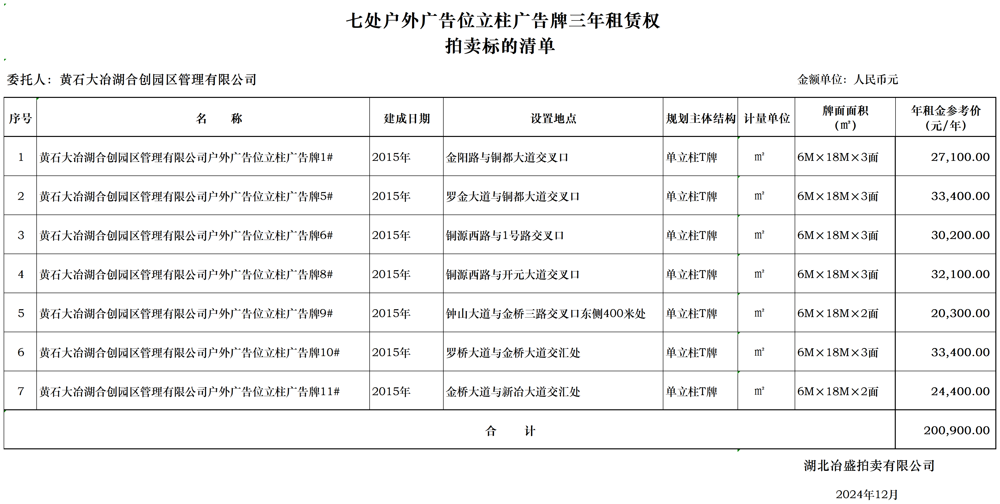 七处户外广告位立柱广告牌三年租赁权
拍卖标的清单
委托人：黄石大冶湖合创园区管理有限公司 金额单位：人民币元
序号 名 称 建成日期 设置地点 规划主体结构 计量单位 牌面面积（㎡） 年租金参考价（元/年）
1 黄石大冶湖合创园区管理有限公司户外广告位立柱广告牌1# 2015年 金阳路与铜都大道交叉口 单立柱T牌 ㎡ 6M×18M×3面 27,100.00
2 黄石大冶湖合创园区管理有限公司户外广告位立柱广告牌5# 2015年 罗金大道与铜都大道交叉口 单立柱T牌 ㎡ 6M×18M×3面 33,400.00
3 黄石大冶湖合创园区管理有限公司户外广告位立柱广告牌6# 2015年 铜源西路与1号路交叉口 单立柱T牌 ㎡ 6M×18M×3面 30,200.00
4 黄石大冶湖合创园区管理有限公司户外广告位立柱广告牌8# 2015年 铜源西路与开元大道交叉口 单立柱T牌 ㎡ 6M×18M×3面 32,100.00
5 黄石大冶湖合创园区管理有限公司户外广告位立柱广告牌9# 2015年 钟山大道与金桥三路交叉口东侧400米处 单立柱T牌 ㎡ 6M×18M×2面 20,300.00
6 黄石大冶湖合创园区管理有限公司户外广告位立柱广告牌10# 2015年 罗桥大道与金桥大道交汇处 单立柱T牌 ㎡ 6M×18M×3面 33,400.00
7 黄石大冶湖合创园区管理有限公司户外广告位立柱广告牌11# 2015年 金桥大道与新冶大道交汇处 单立柱T牌 ㎡ 6M×18M×2面 24,400.00
合 计 200,900.00
湖北冶盛拍卖有限公司
2024年12月